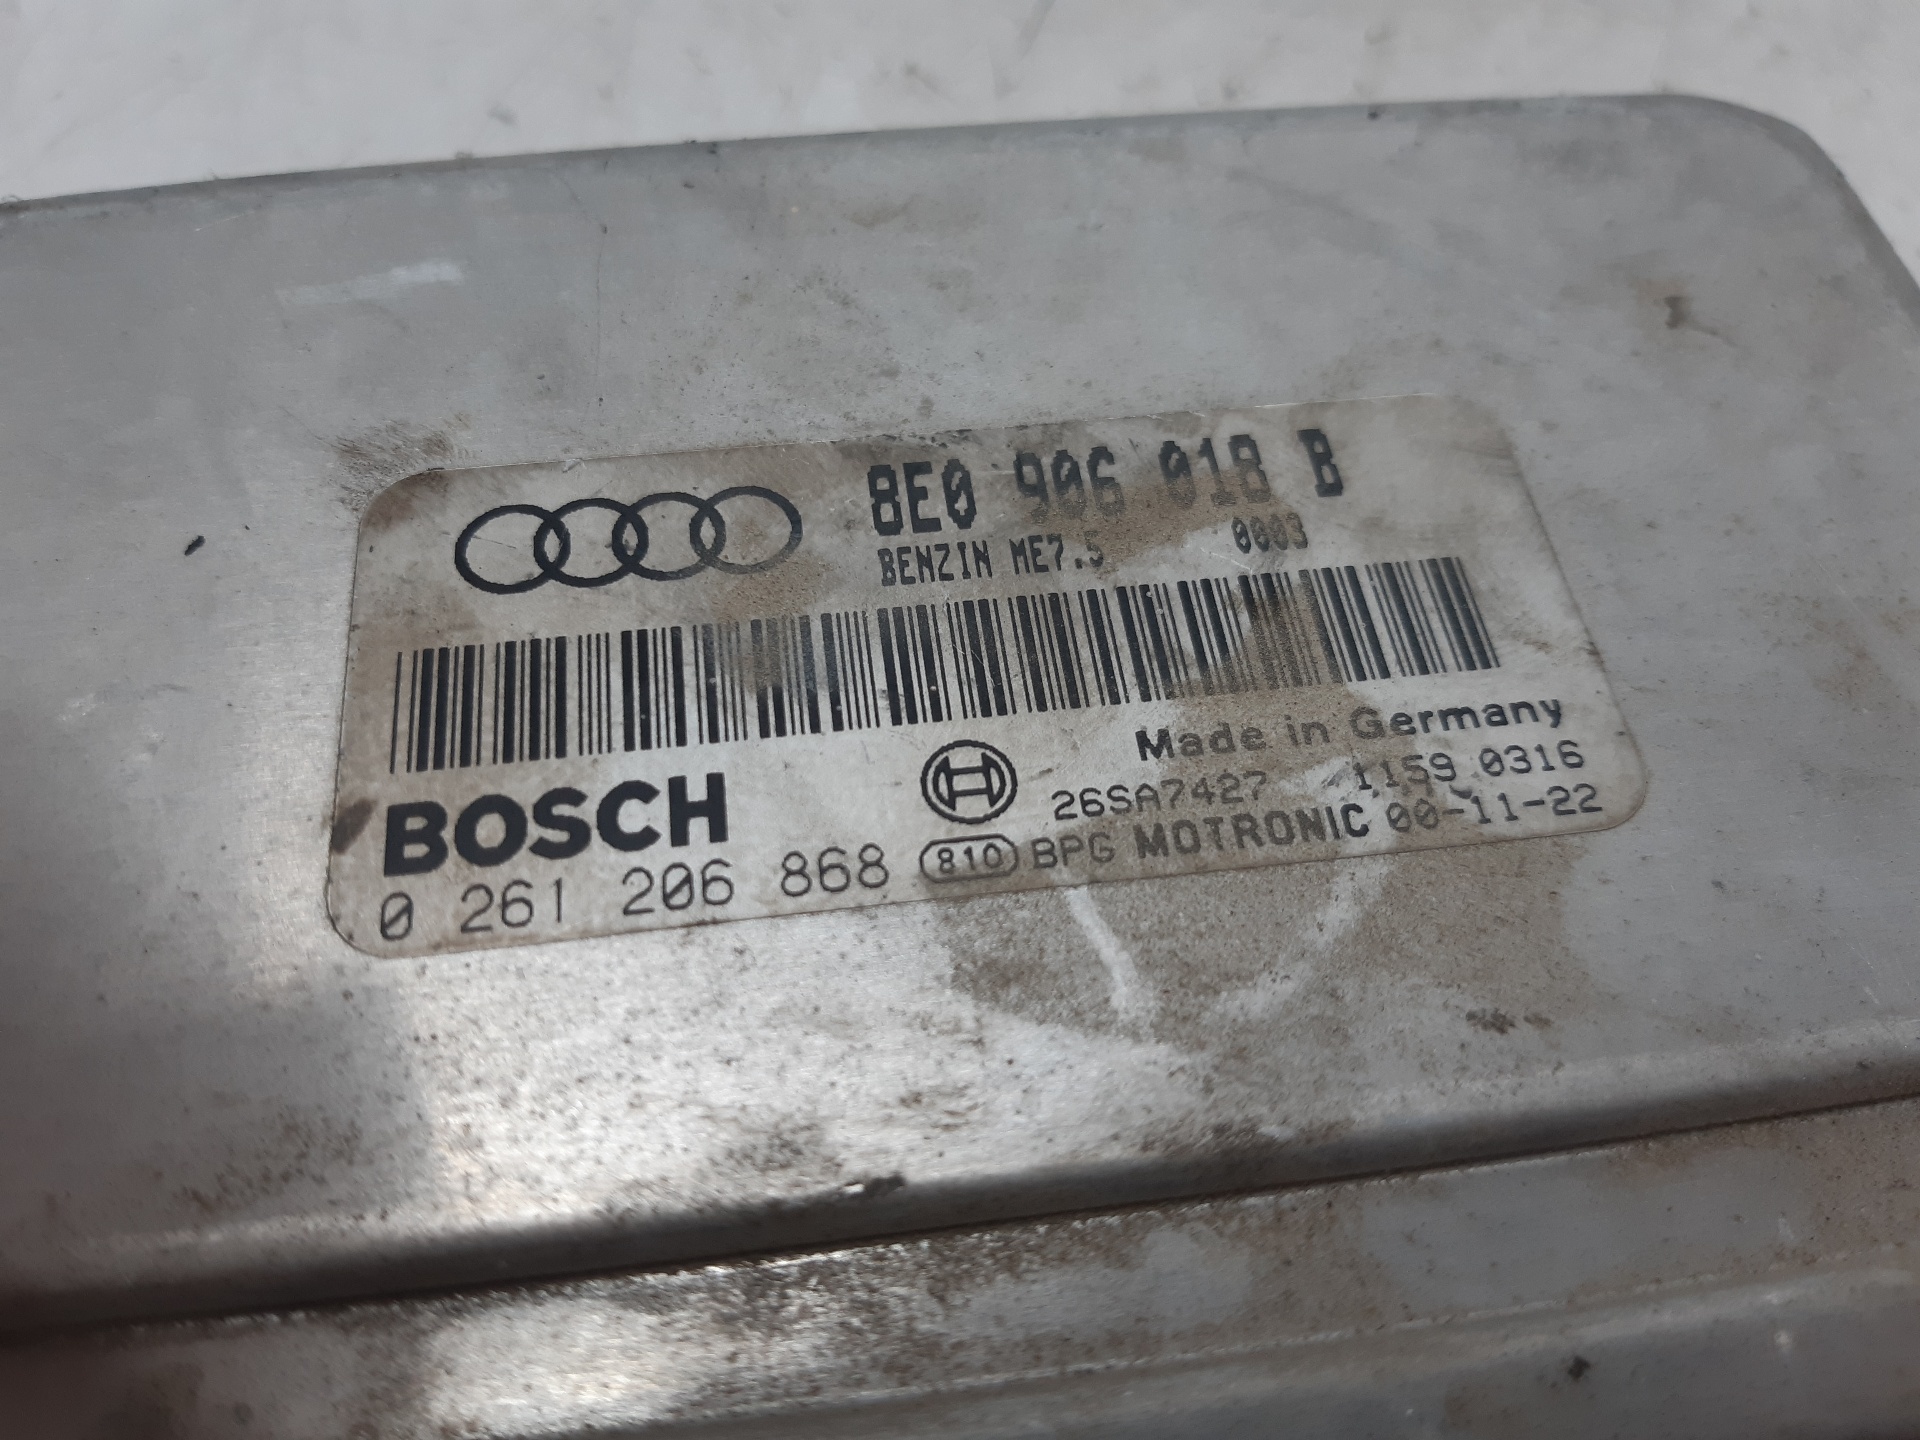 8E0 906 018 B
BENZIN ME7.5 0003
Made in Germany
BOSCH
26SA7427 1159 0316
0 261 206 868 810 BPG MOTRONIC 00-11-22